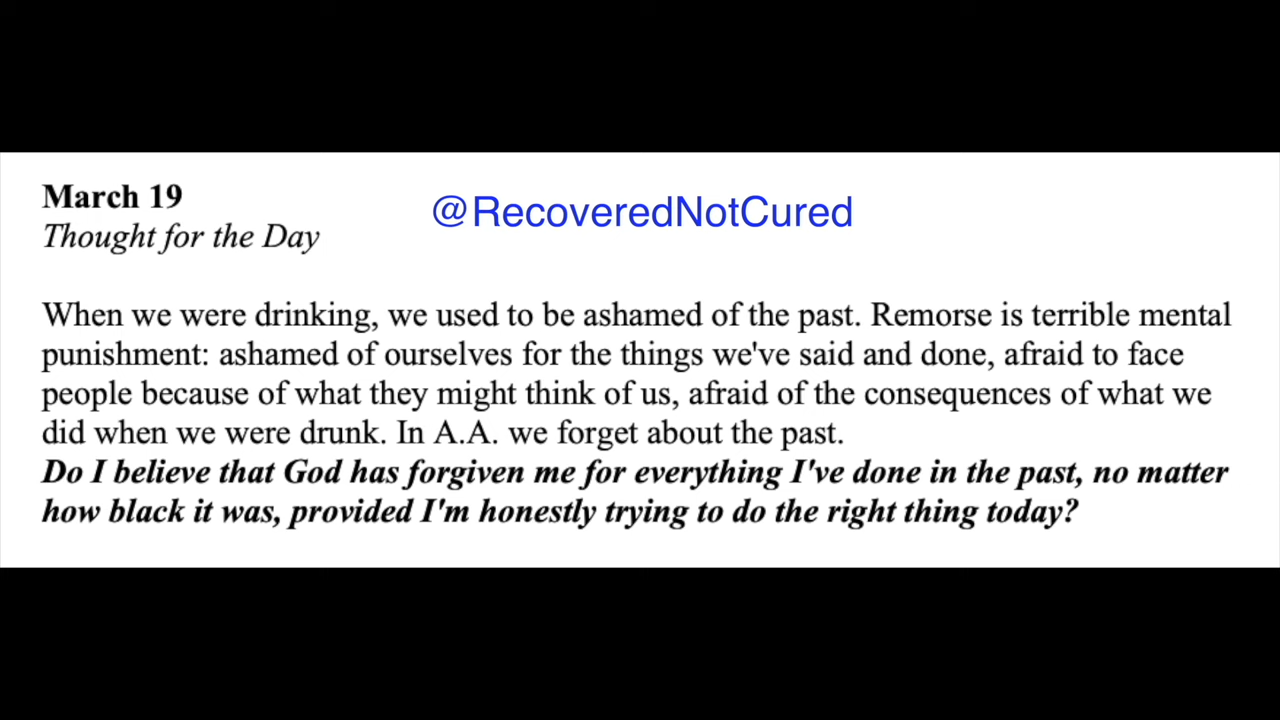 March 19
@RecoveredNotCured
Thought for the Day
When we were drinking, we used to be ashamed of the past. Remorse is terrible mental
punishment: ashamed of ourselves for the things we've said and done, afraid to face
people because of what they might think of us, afraid of the consequences of what we
did when we were drunk. In A.A. we forget about the past.
Do I believe that God has forgiven me for everything I've done in the past, no matter
how black it was, provided I'm honestly trying to do the right thing today?